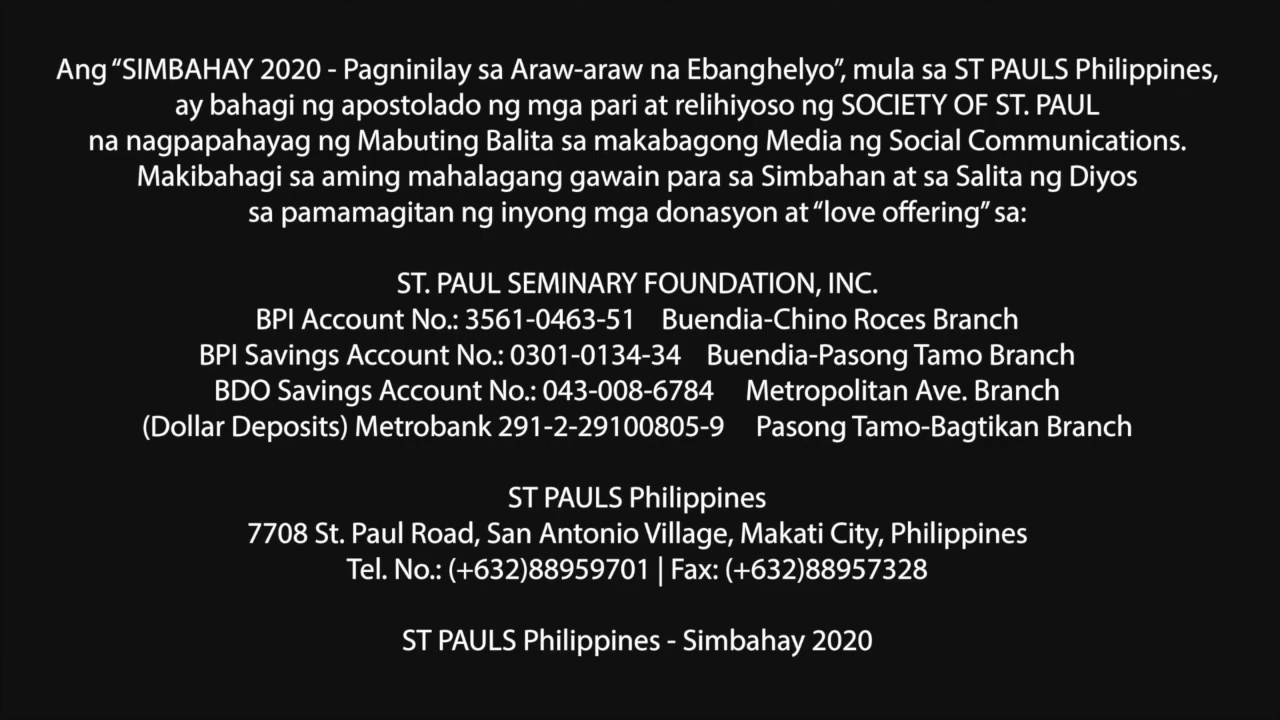 Ang “SIMBAHAY 2020 - Pagninilay sa Araw-araw na Ebanghelyo”, mula sa ST PAULS Philippines,
ay bahagi ng apostolado ng mga pari at relihiyoso ng SOCIETY OF ST. PAUL
na nagpapahayag ng Mabuting Balita sa makabagong Media ng Social Communications.
Makibahagi sa aming mahalagang gawain para sa Simbahan at sa Salita ng Diyos
sa pamamagitan ng inyong mga donasyon at “love offering” sa:
ST. PAUL SEMINARY FOUNDATION, INC.
BPI Account No.: 3561-0463-51 Buendia-Chino Roces Branch
BPI Savings Account No.: 0301-0134-34 Buendia-Pasong Tamo Branch
BDO Savings Account No.: 043-008-6784 Metropolitan Ave. Branch
(Dollar Deposits) Metrobank 291-2-29100805-9 Pasong Tamo-Bagtikan Branch
ST PAULS Philippines
7708 St. Paul Road, San Antonio Village, Makati City, Philippines
Tel. No.: (+632)88959701 | Fax: (+632)88957328
ST PAULS Philippines - Simbahay 2020